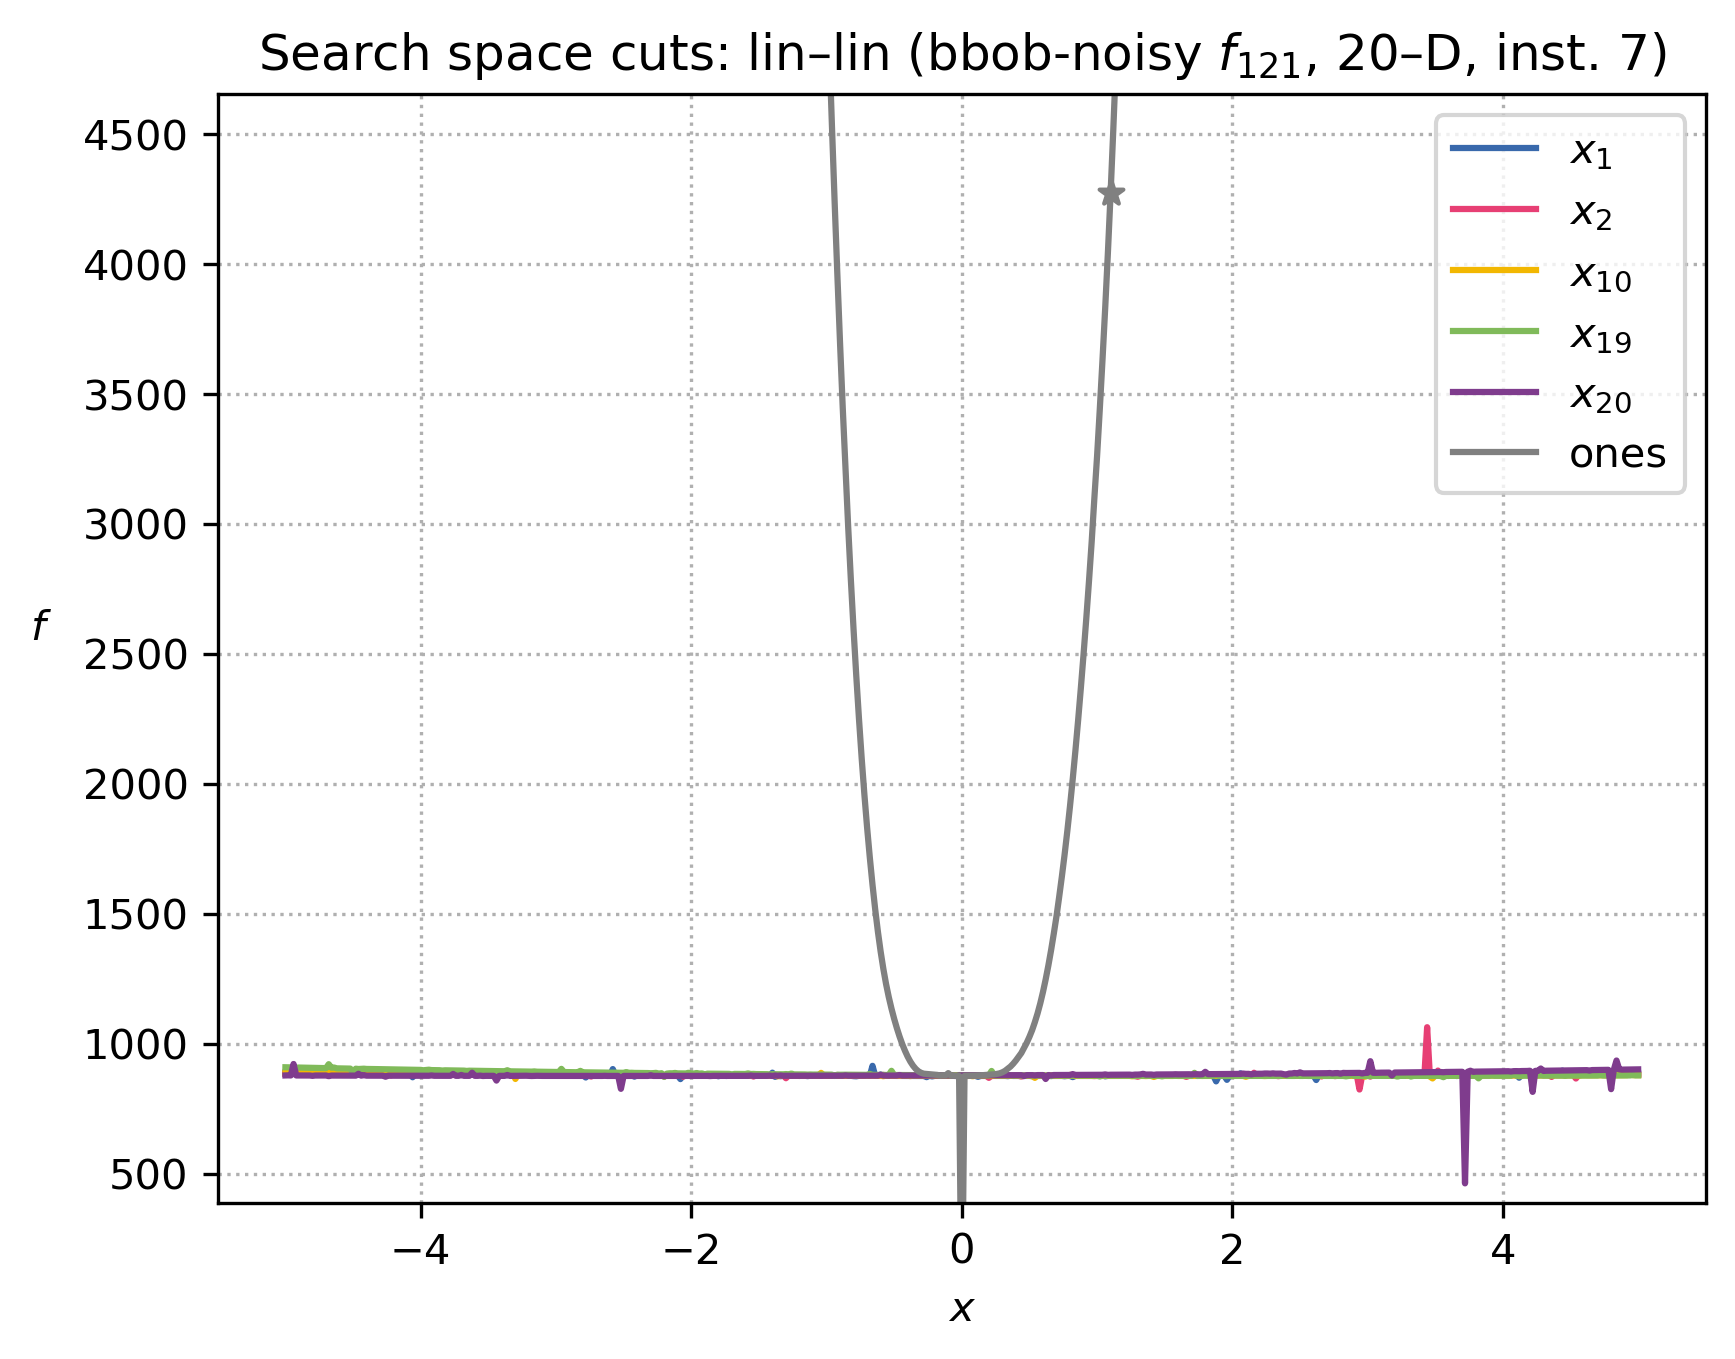 Search space cuts: lin–lin (bbob-noisy f₁₂₁, 20–D, inst. 7)
4500
4000
3500
3000
2500
2000
1500
1000
500
f
−4
−2
0
2
4
x
x₁
x₂
x₁₀
x₁₉
x₂₀
ones